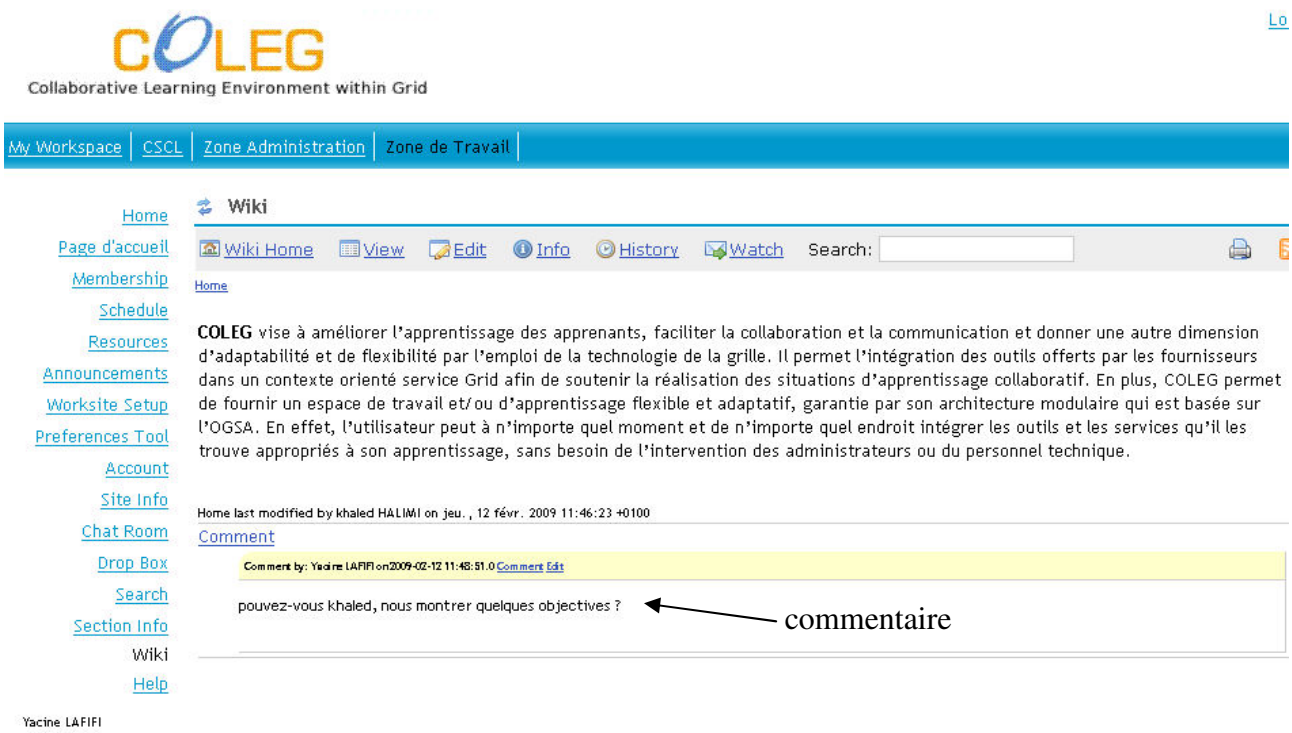 COLEG
Lo
Collaborative Learning Environment within Grid
My Workspace | CSCL | Zone Administration | Zone de Travail
Wiki
Wiki Home View Edit Info History Watch Search:
Home
COLEG vise à améliorer l'apprentissage des apprenants, faciliter la collaboration et la communication et donner une autre dimension
d'adaptabilité et de flexibilité par l'emploi de la technologie de la grille. Il permet l'intégration des outils offerts par les fournisseurs
dans un contexte orienté service Grid afin de soutenir la réalisation des situations d'apprentissage collaboratif. En plus, COLEG permet
de fournir un espace de travail et/ou d'apprentissage flexible et adaptatif, garantie par son architecture modulaire qui est basée sur
l'OGSA. En effet, l'utilisateur peut à n'importe quel moment et de n'importe quel endroit intégrer les outils et les services qu'il les
trouve appropriés à son apprentissage, sans besoin de l'intervention des administrateurs ou du personnel technique.
Home last modified by khaled HALIMI on jeu., 12 févr. 2009 11:46:23 +0100
Comment
Comment by: Yacine LAFIFI on 2009-02-12 11:48:51.0 Comment Edit
pouvez-vous khaled, nous montrer quelques objectives ?
commentaire
Home
Page d'accueil
Membership
Schedule
Resources
Announcements
Worksite Setup
Preferences Tool
Account
Site Info
Chat Room
Drop Box
Search
Section Info
Wiki
Help
Yacine LAFIFI